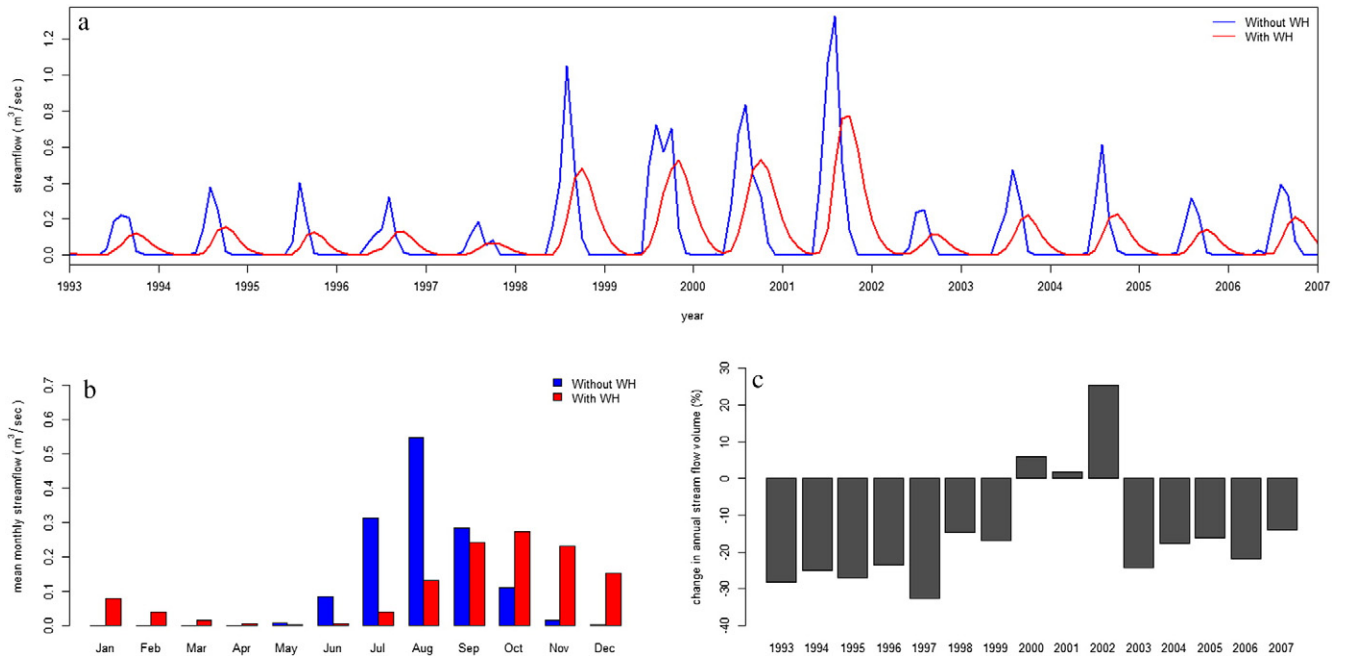 a
Without WH
With WH
streamflow ( m³/ sec )
0.0 0.2 0.4 0.6 0.8 1.0 1.2
1993 1994 1995 1996 1997 1998 1999 2000 2001 2002 2003 2004 2005 2006 2007
year
b
Without WH
With WH
mean monthly streamflow ( m³/ sec )
0.0 0.1 0.2 0.3 0.4 0.5 0.6 0.7
Jan Feb Mar Apr May Jun Jul Aug Sep Oct Nov Dec
c
change in annual stream flow volume (%)
-40 -30 -20 -10 0 10 20 30
1993 1994 1995 1996 1997 1998 1999 2000 2001 2002 2003 2004 2005 2006 2007